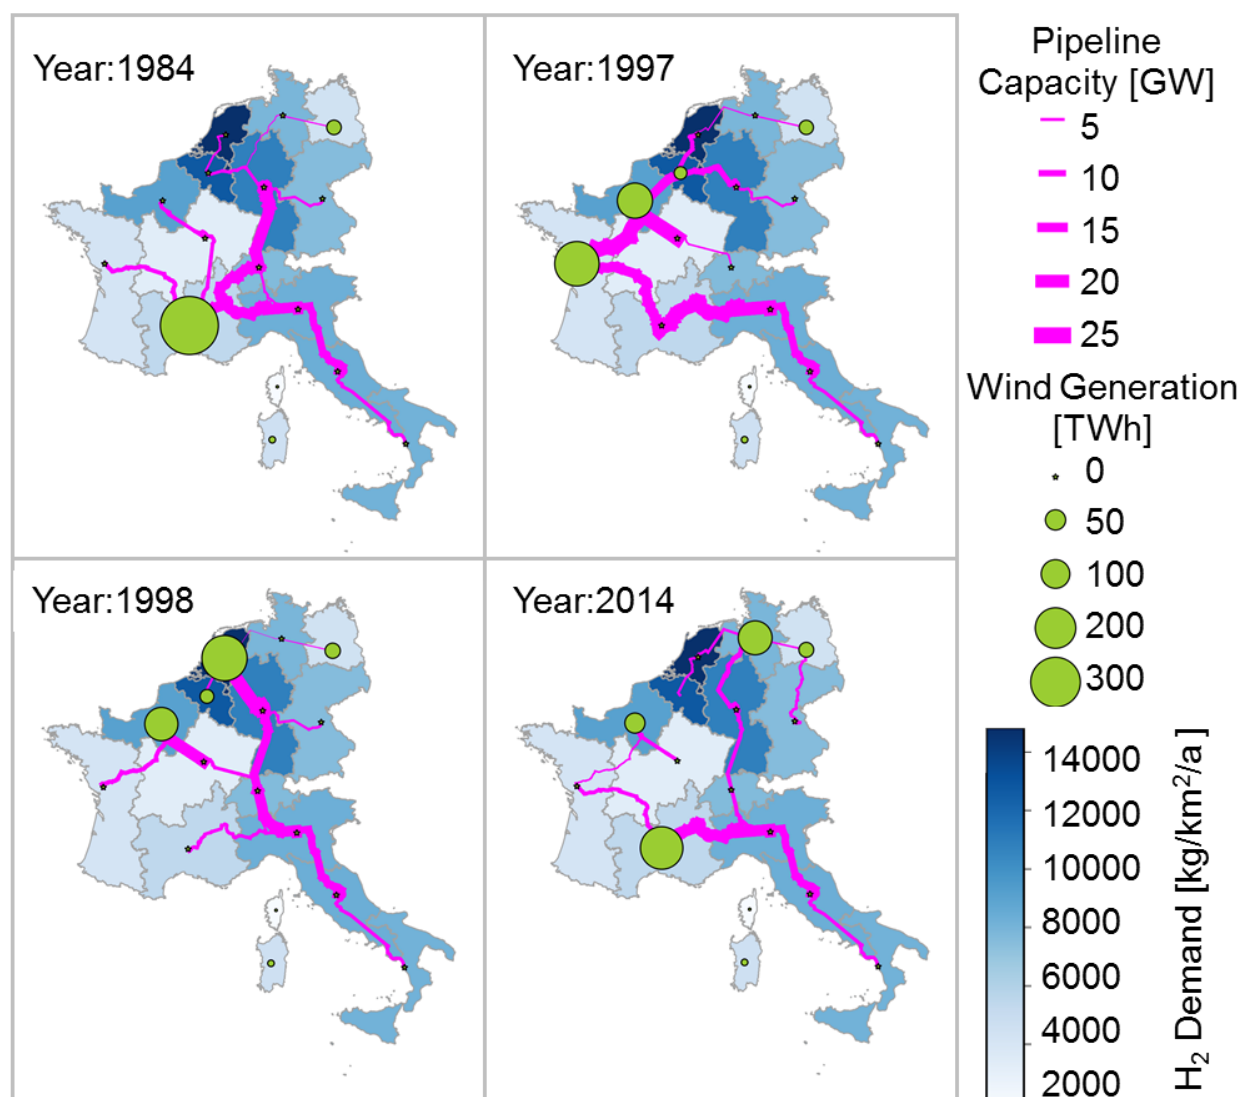 Year:1984
Year:1997
Year:1998
Year:2014
Pipeline
Capacity [GW]
5
10
15
20
25
Wind Generation
[TWh]
0
50
100
200
300
14000
12000
10000
8000
6000
4000
2000
H₂ Demand [kg/km²/a]